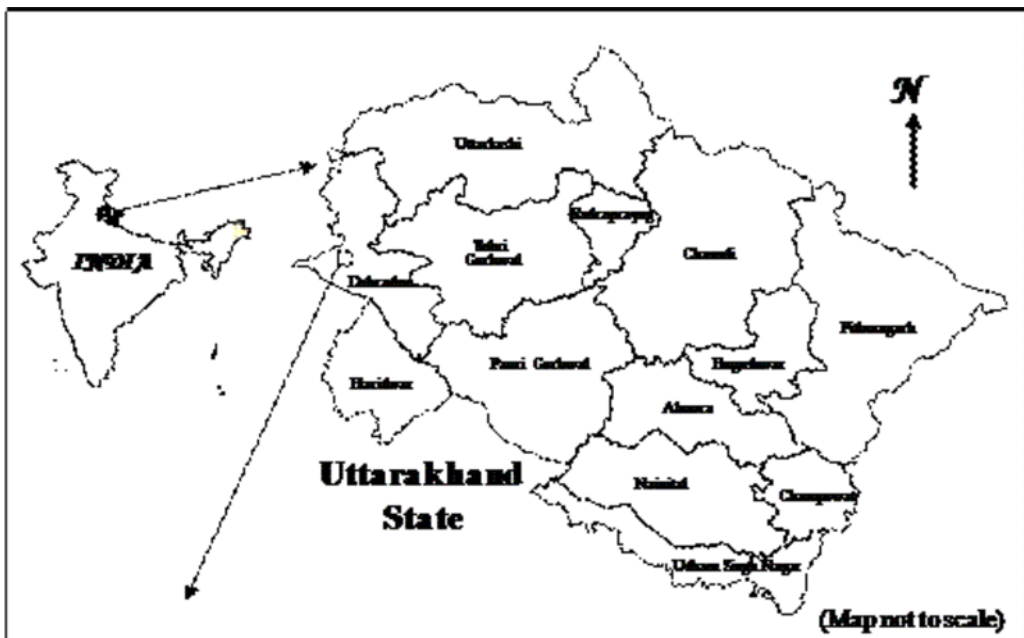 N
Uttarkashi
Rudraprayag
INDIA
Tehri
Garhwal
Chamoli
Dehradun
Pithoragarh
Pauri Garhwal
Bageshwar
Haridwar
Almora
Uttarakhand
State
Nainital
Champawat
Udham Singh Nagar
(Map not to scale)